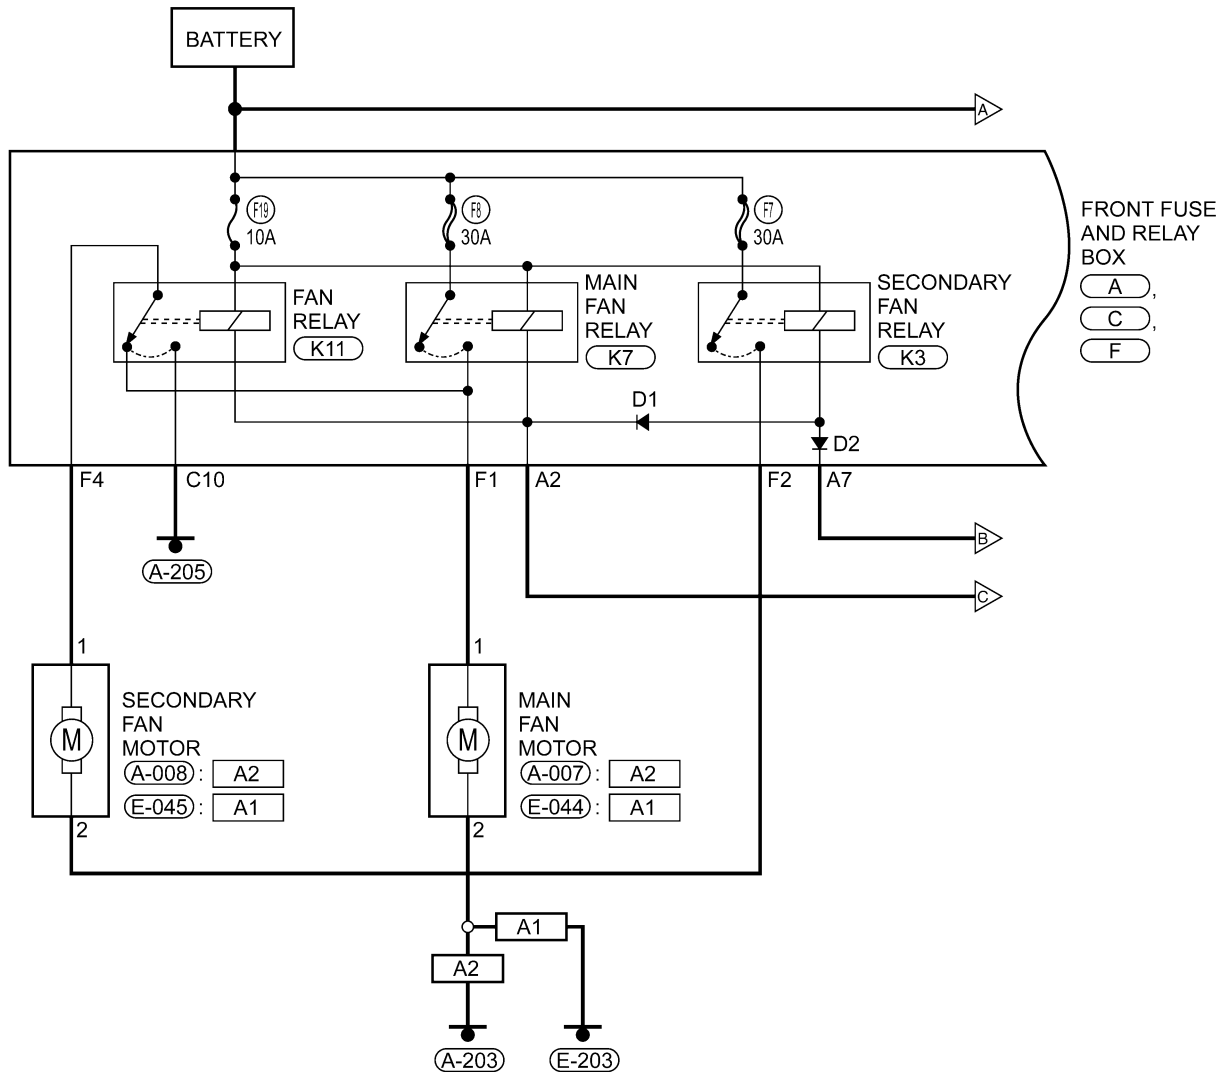 BATTERY
A
F19
10A
F8
30A
F7
30A
FRONT FUSE
AND RELAY
BOX
A,
C,
F
FAN
RELAY
K11
MAIN
FAN
RELAY
K7
SECONDARY
FAN
RELAY
K3
D1
D2
F4
C10
F1
A2
F2
A7
B
A-205
C
1
1
SECONDARY
FAN
MOTOR
M
A-008 : A2
E-045 : A1
MAIN
FAN
MOTOR
M
A-007 : A2
E-044 : A1
2
2
A1
A2
A-203
E-203